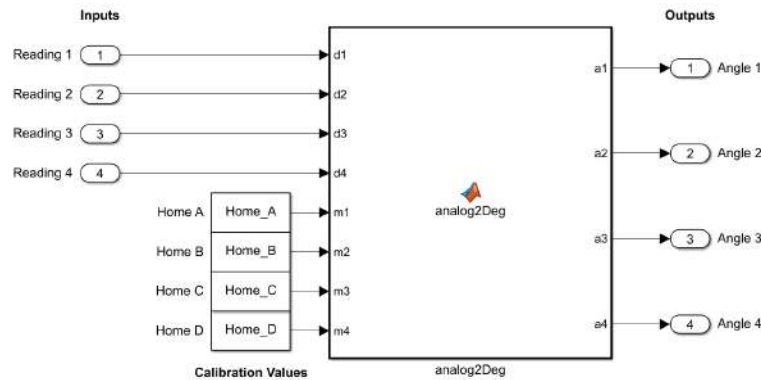 Inputs
Outputs
Reading 1 1 d1
a1 1 Angle 1
Reading 2 2 d2
Reading 3 3 d3
a2 2 Angle 2
Reading 4 4 d4
analog2Deg
Home A Home_A m1
Home B Home_B m2
a3 3 Angle 3
Home C Home_C m3
Home D Home_D m4
a4 4 Angle 4
Calibration Values
analog2Deg